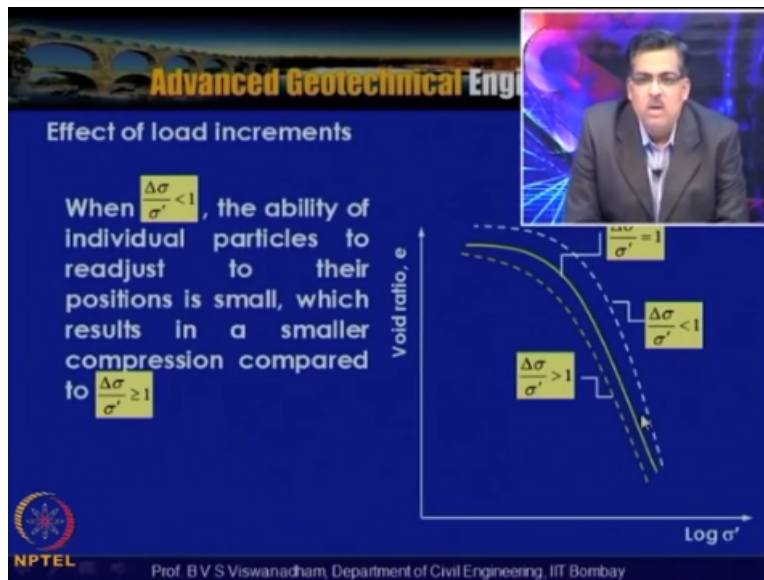 Advanced Geotechnical Engi
Effect of load increments
When Δσ/σ′ <1, the ability of
individual particles to
readjust to their
positions is small, which
results in a smaller
compression compared
to Δσ/σ′ ≥1
Void ratio, e
Δσ/σ′ =1
Δσ/σ′ <1
Δσ/σ′ >1
Log σ′
NPTEL
Prof. B V S Viswanadham, Department of Civil Engineering, IIT Bombay